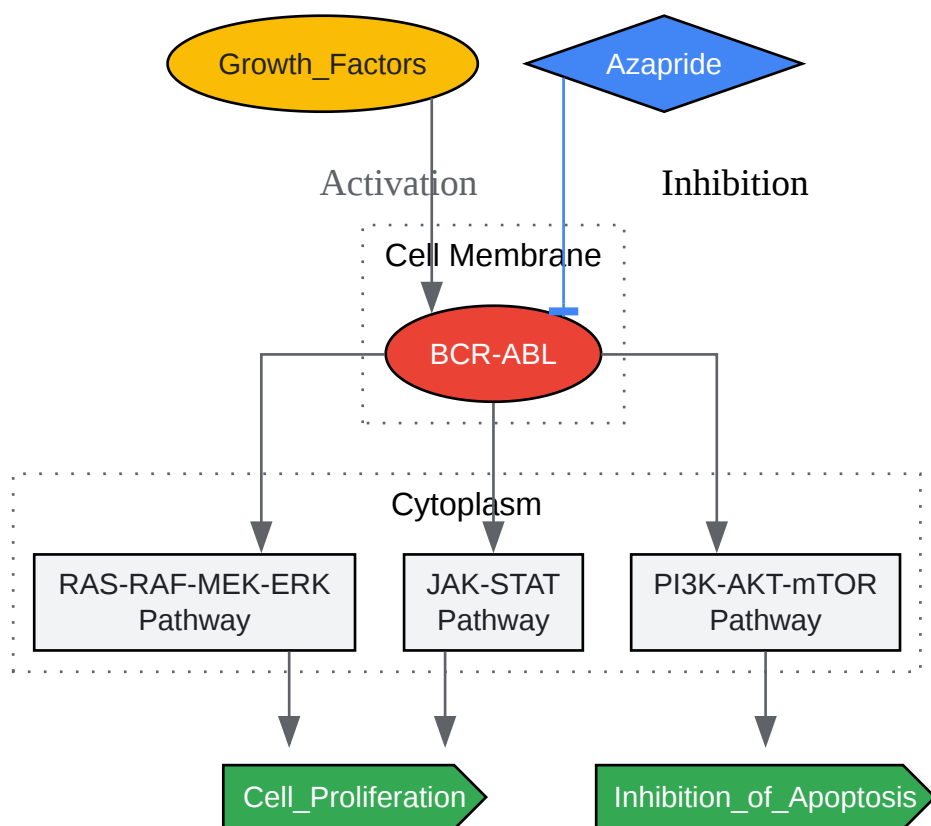 Growth_Factors
Azapride
Activation
Inhibition
Cell Membrane
BCR-ABL
Cytoplasm
RAS-RAF-MEK-ERK
Pathway
JAK-STAT
Pathway
PI3K-AKT-mTOR
Pathway
Cell_Proliferation
Inhibition_of_Apoptosis